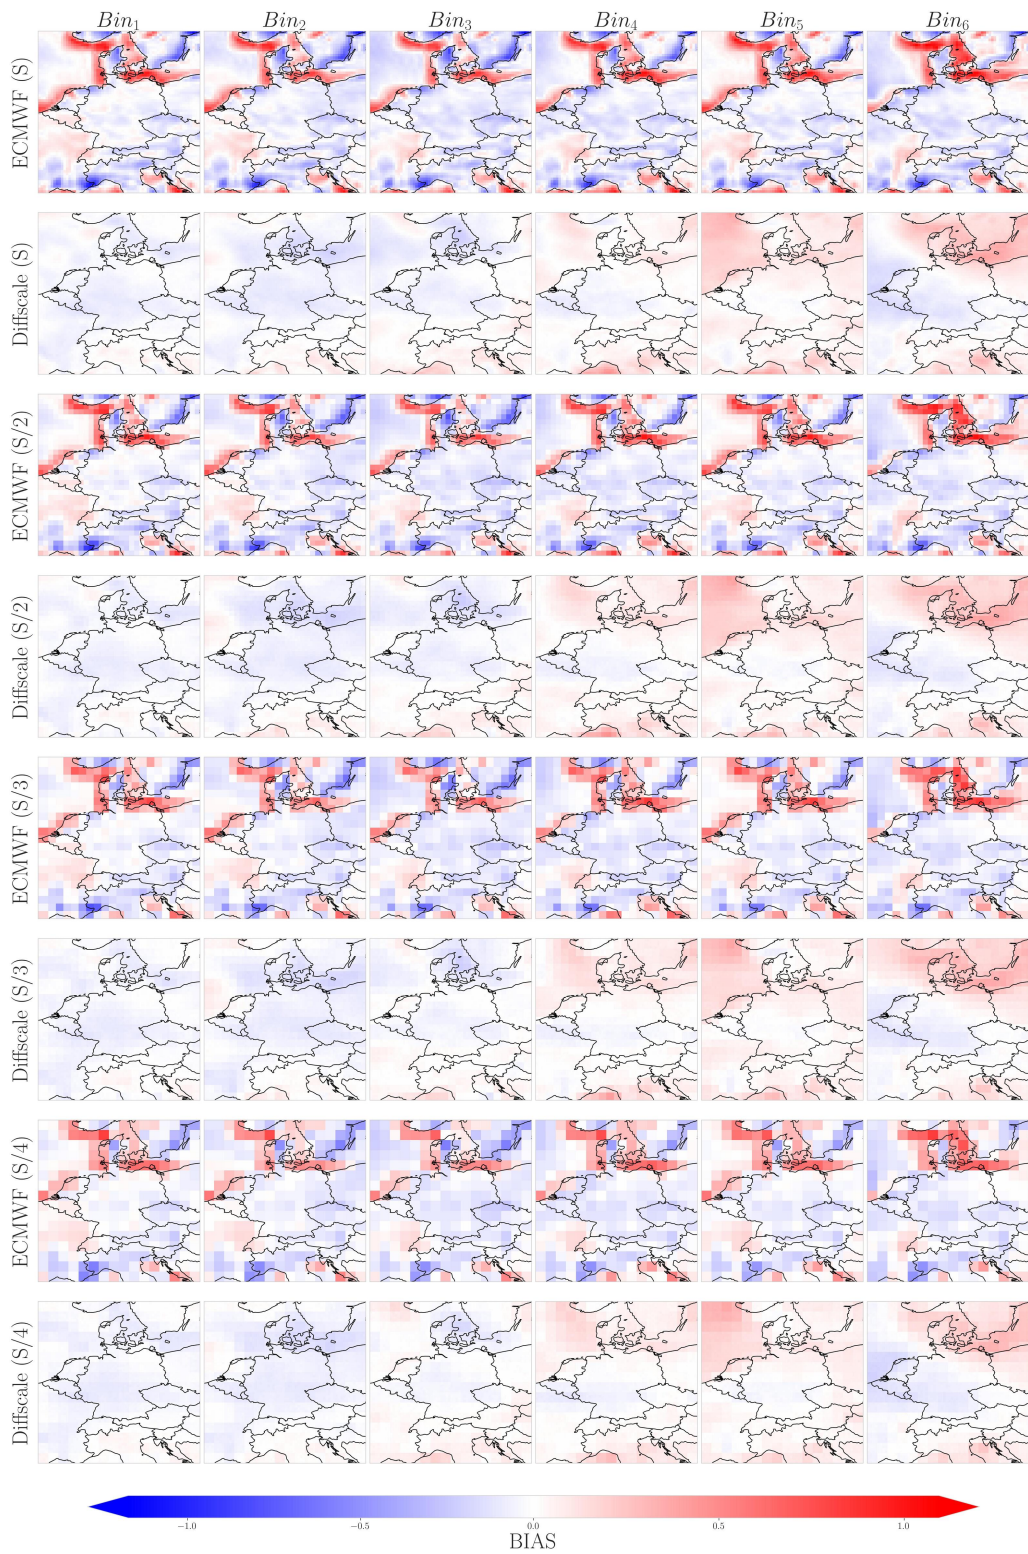 Bin₁ Bin₂ Bin₃ Bin₄ Bin₅ Bin₆
ECMWF (S)
Diffscale (S)
ECMWF (S/2)
Diffscale (S/2)
ECMWF (S/3)
Diffscale (S/3)
ECMWF (S/4)
Diffscale (S/4)
−1.0 −0.5 0.0 0.5 1.0
BIAS